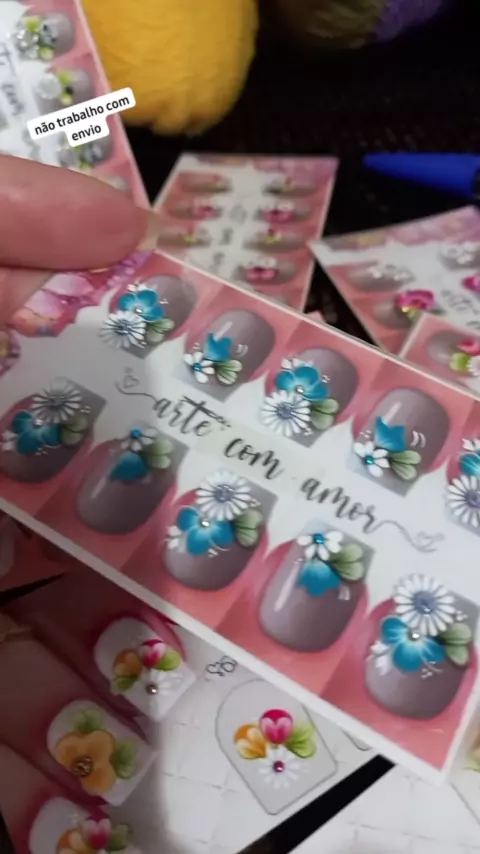 não trabalho com
envio
arte com amor